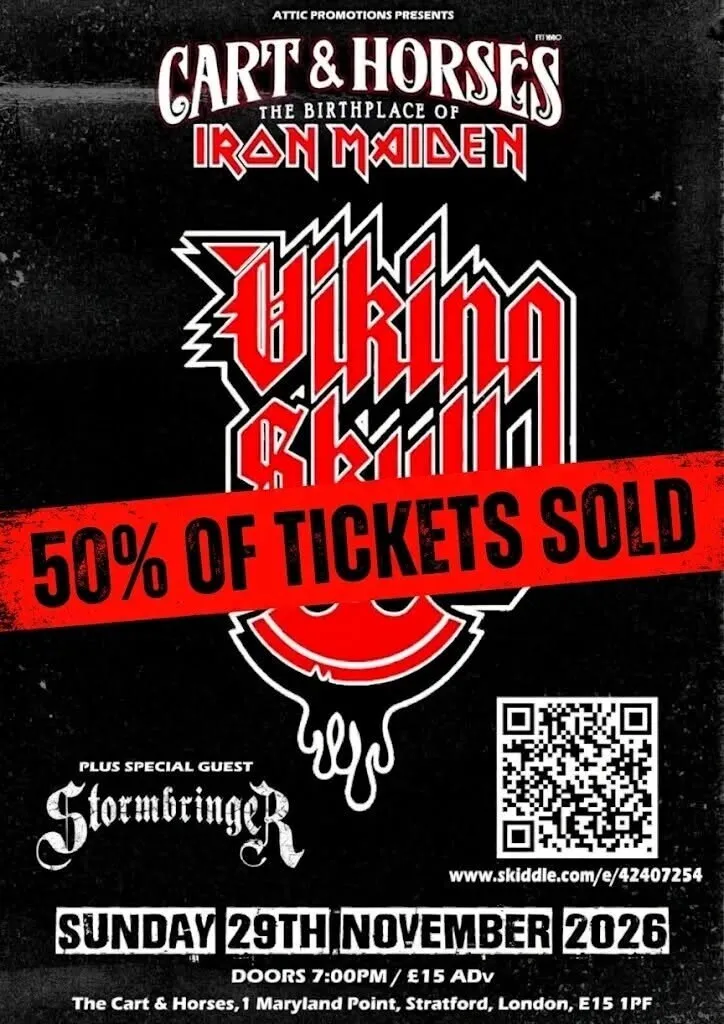 ATTIC PROMOTIONS PRESENTS
CART & HORSES
THE BIRTHPLACE OF
IRON MAIDEN
Viking
Skull
50% OF TICKETS SOLD
PLUS SPECIAL GUEST
StormbringeR
www.skiddle.com/e/42407254
SUNDAY 29TH NOVEMBER 2026
DOORS 7:00PM / £15 ADv
The Cart & Horses,1 Maryland Point, Stratford, London, E15 1PF